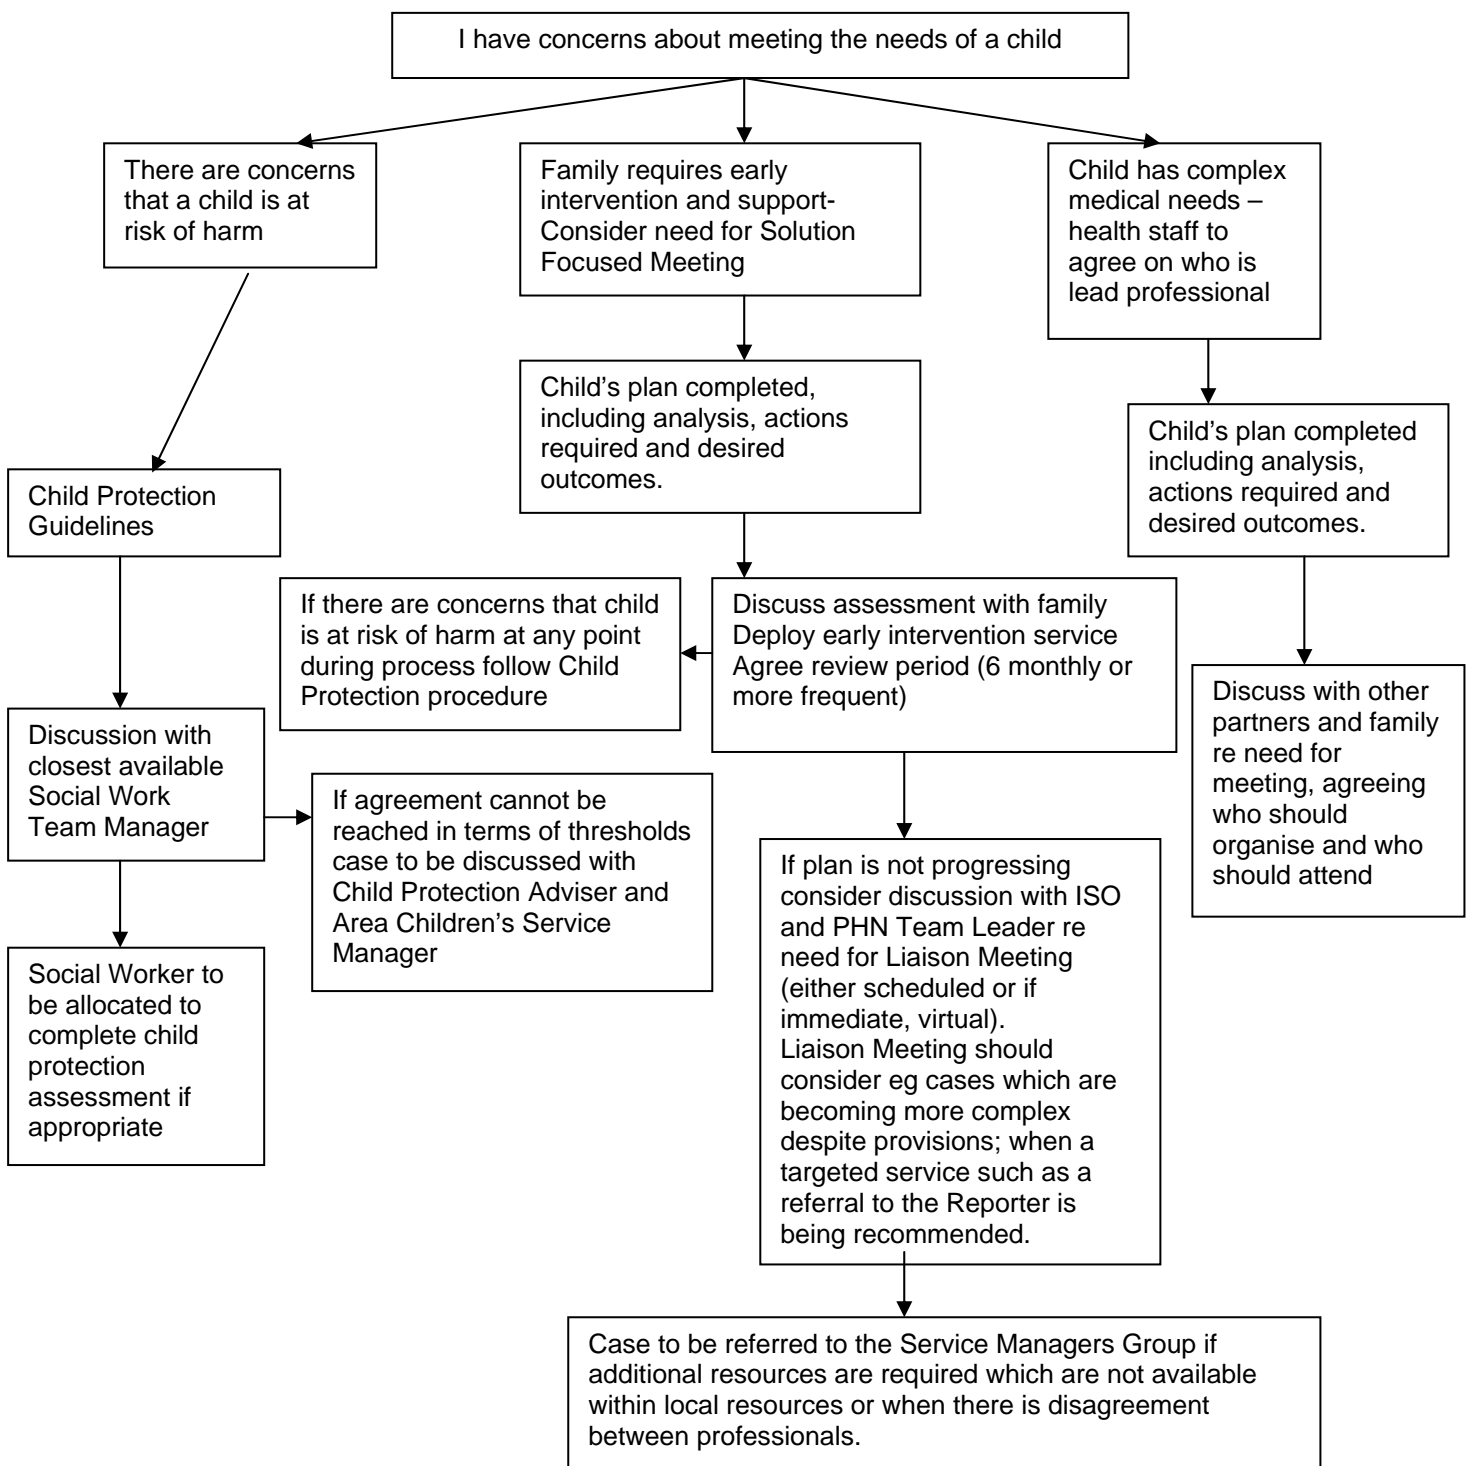 I have concerns about meeting the needs of a child
There are concerns
that a child is at
risk of harm
Family requires early
intervention and support-
Consider need for Solution
Focused Meeting
Child has complex
medical needs –
health staff to
agree on who is
lead professional
Child’s plan completed,
including analysis, actions
required and desired
outcomes.
Child’s plan completed
including analysis,
actions required and
desired outcomes.
Child Protection
Guidelines
If there are concerns that child
is at risk of harm at any point
during process follow Child
Protection procedure
Discuss assessment with family
Deploy early intervention service
Agree review period (6 monthly or
more frequent)
Discuss with other
partners and family
re need for
meeting, agreeing
who should
organise and who
should attend
Discussion with
closest available
Social Work
Team Manager
If agreement cannot be
reached in terms of thresholds
case to be discussed with
Child Protection Adviser and
Area Children’s Service
Manager
If plan is not progressing
consider discussion with ISO
and PHN Team Leader re
need for Liaison Meeting
(either scheduled or if
immediate, virtual).
Liaison Meeting should
consider eg cases which are
becoming more complex
despite provisions; when a
targeted service such as a
referral to the Reporter is
being recommended.
Social Worker to
be allocated to
complete child
protection
assessment if
appropriate
Case to be referred to the Service Managers Group if
additional resources are required which are not available
within local resources or when there is disagreement
between professionals.